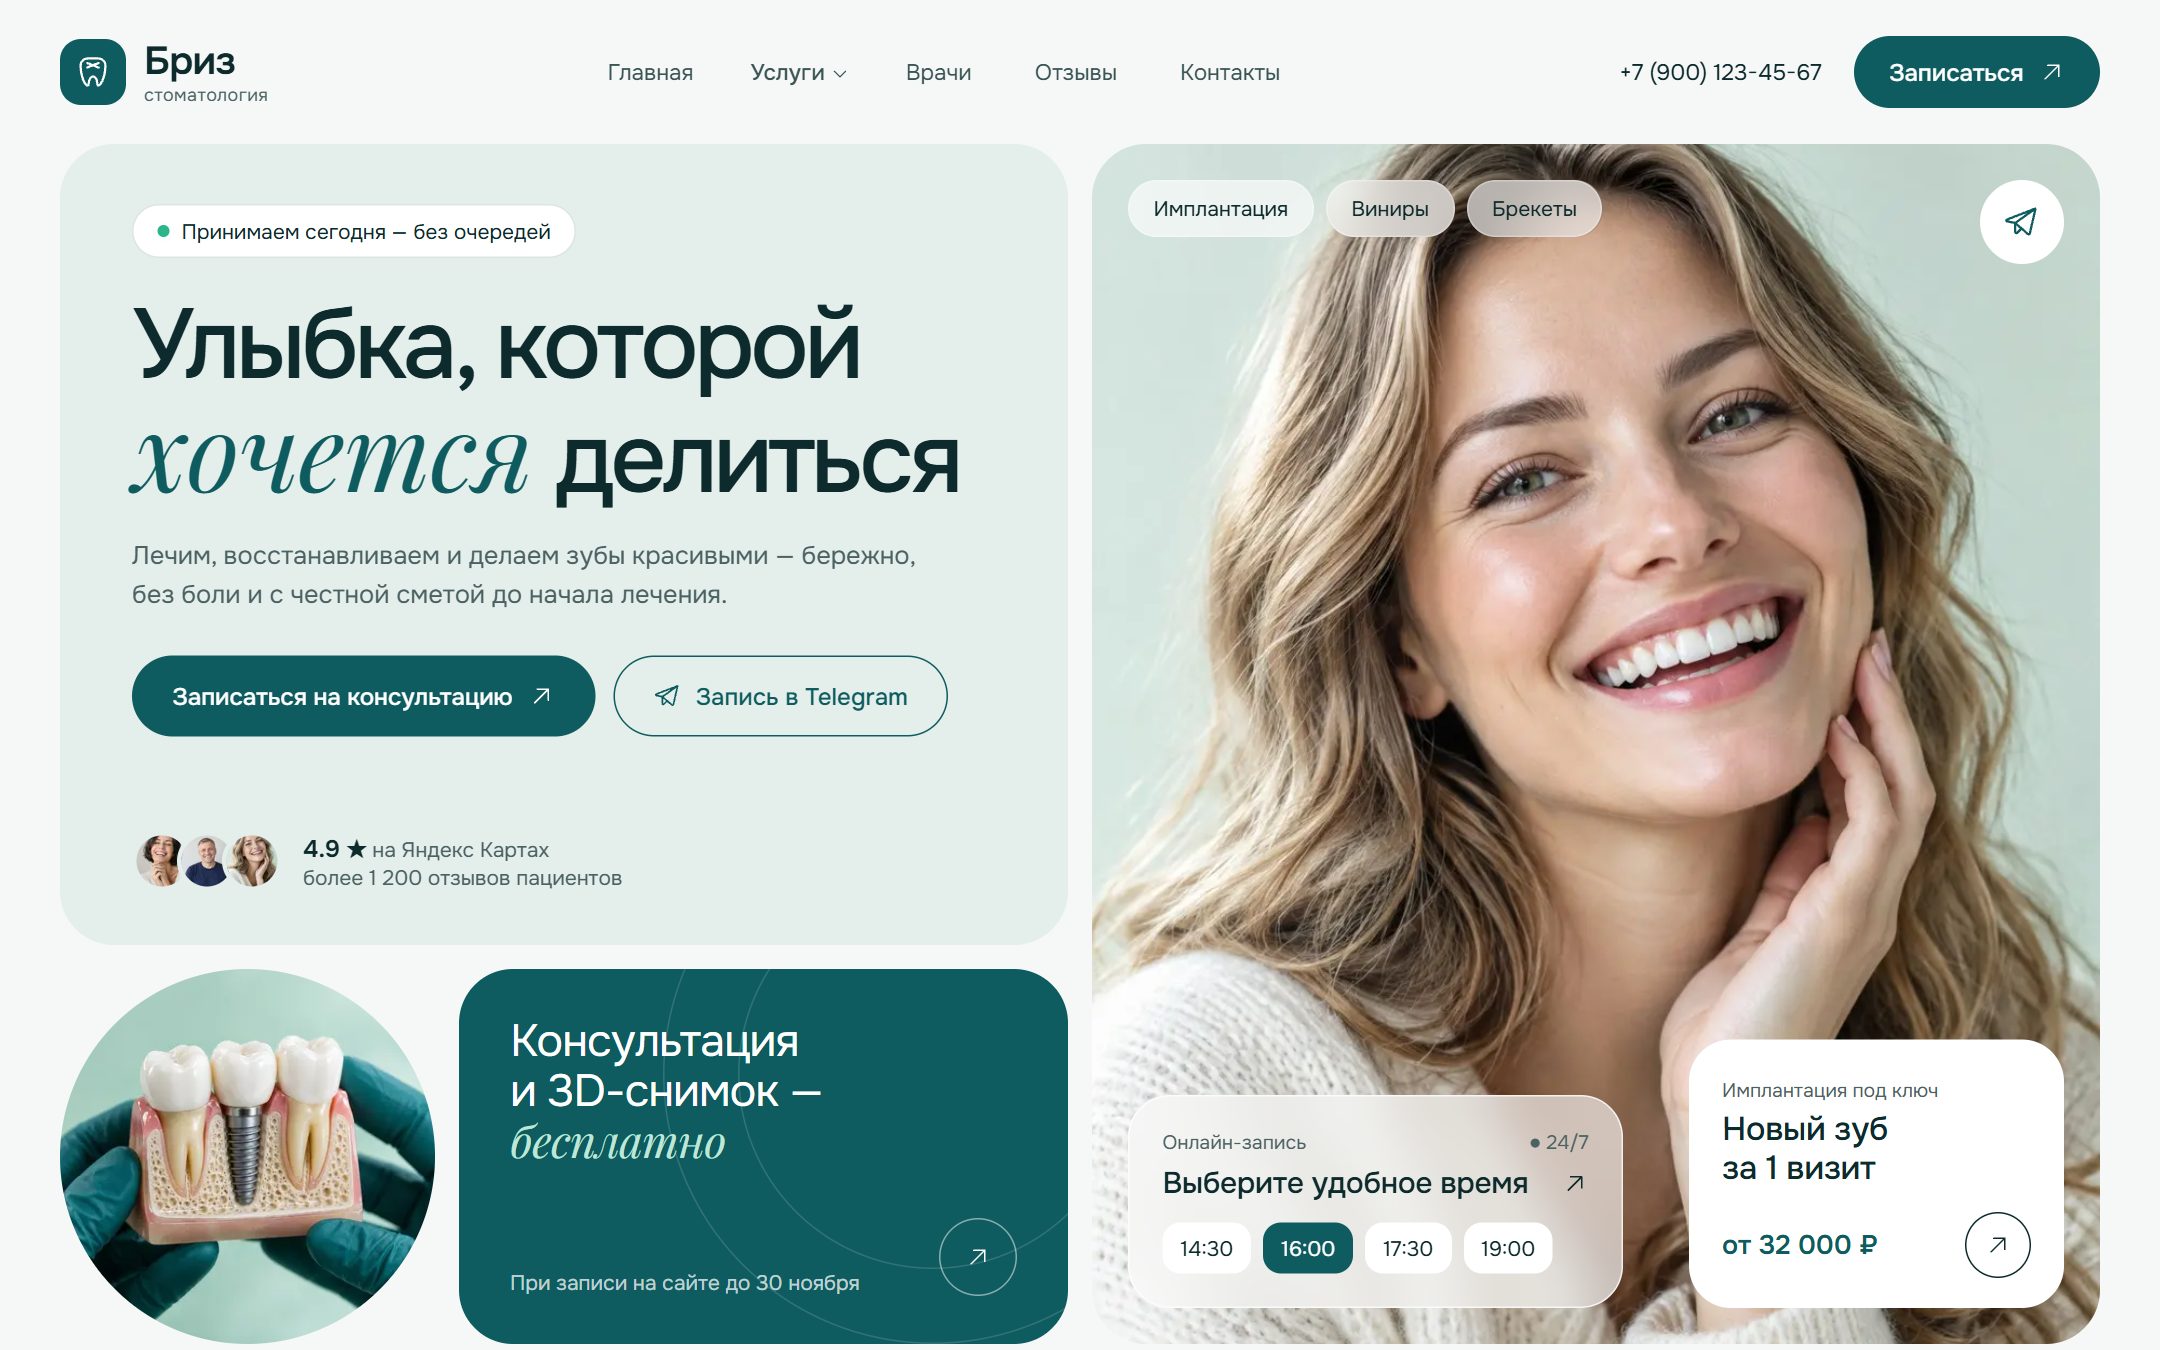 Бриз
стоматология
Главная
Услуги
Врачи
Отзывы
Контакты
+7 (900) 123-45-67
Записаться
Принимаем сегодня — без очередей
Улыбка, которой
хочется делиться
Лечим, восстанавливаем и делаем зубы красивыми — бережно,
без боли и с честной сметой до начала лечения.
Записаться на консультацию
Запись в Telegram
4.9 ★ на Яндекс Картах
более 1 200 отзывов пациентов
Консультация
и 3D-снимок —
бесплатно
При записи на сайте до 30 ноября
Имплантация
Виниры
Брекеты
Онлайн-запись
24/7
Выберите удобное время
14:30
16:00
17:30
19:00
Имплантация под ключ
Новый зуб
за 1 визит
от 32 000 ₽